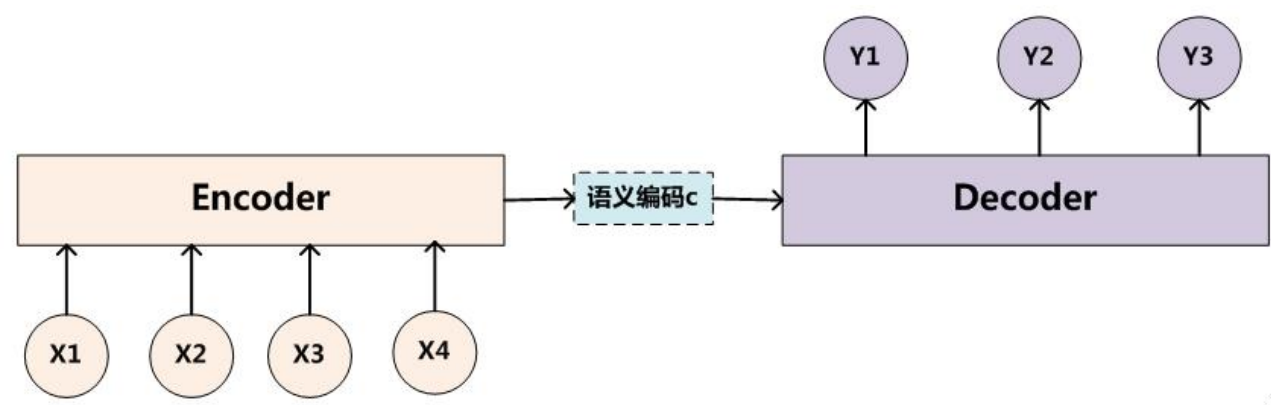 Y1 Y2 Y3
Encoder 语义编码c Decoder
X1 X2 X3 X4